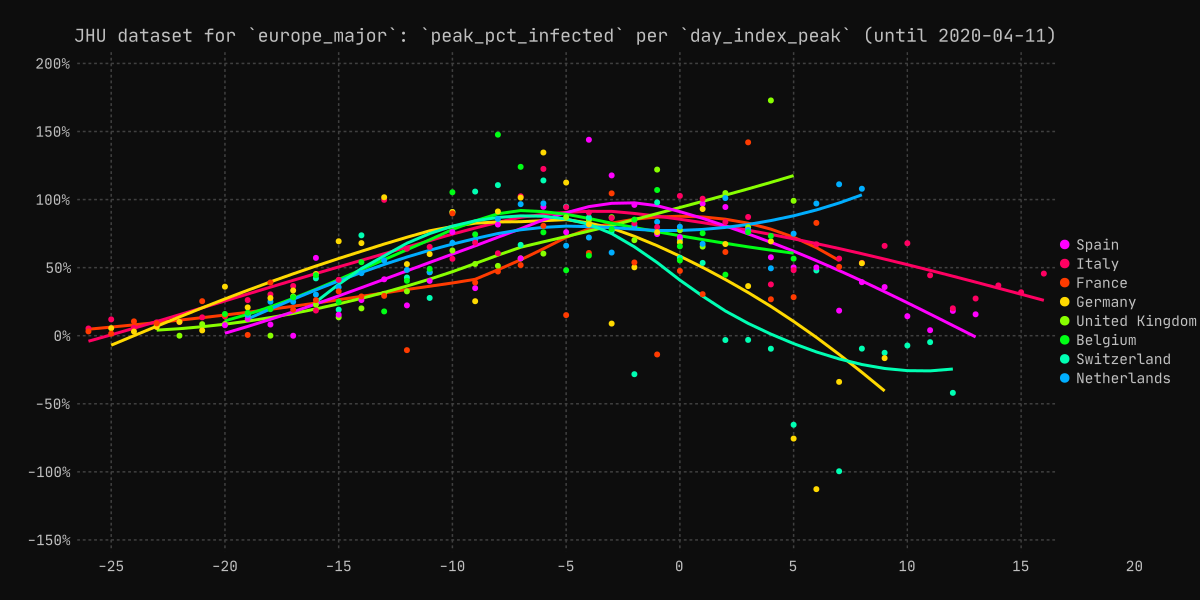 JHU dataset for `europe_major`: `peak_pct_infected` per `day_index_peak` (until 2020-04-11)
200%
150%
100%
50%
0%
-50%
-100%
-150%
-25 -20 -15 -10 -5 0 5 10 15 20
Spain
Italy
France
Germany
United Kingdom
Belgium
Switzerland
Netherlands